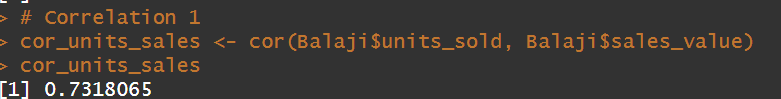 > # Correlation 1
> cor_units_sales <- cor(Balaji$units_sold, Balaji$sales_value)
> cor_units_sales
[1] 0.7318065